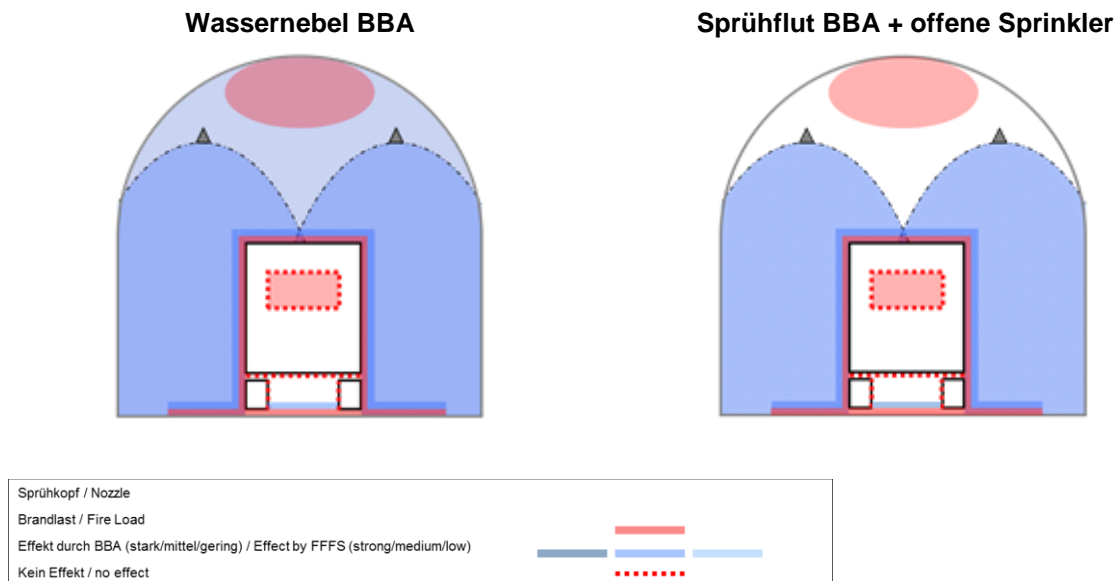 Wassernebel BBA
Sprühflut BBA + offene Sprinkler
Sprühkopf / Nozzle
Brandlast / Fire Load
Effekt durch BBA (stark/mittel/gering) / Effect by FFFS (strong/medium/low)
Kein Effekt / no effect